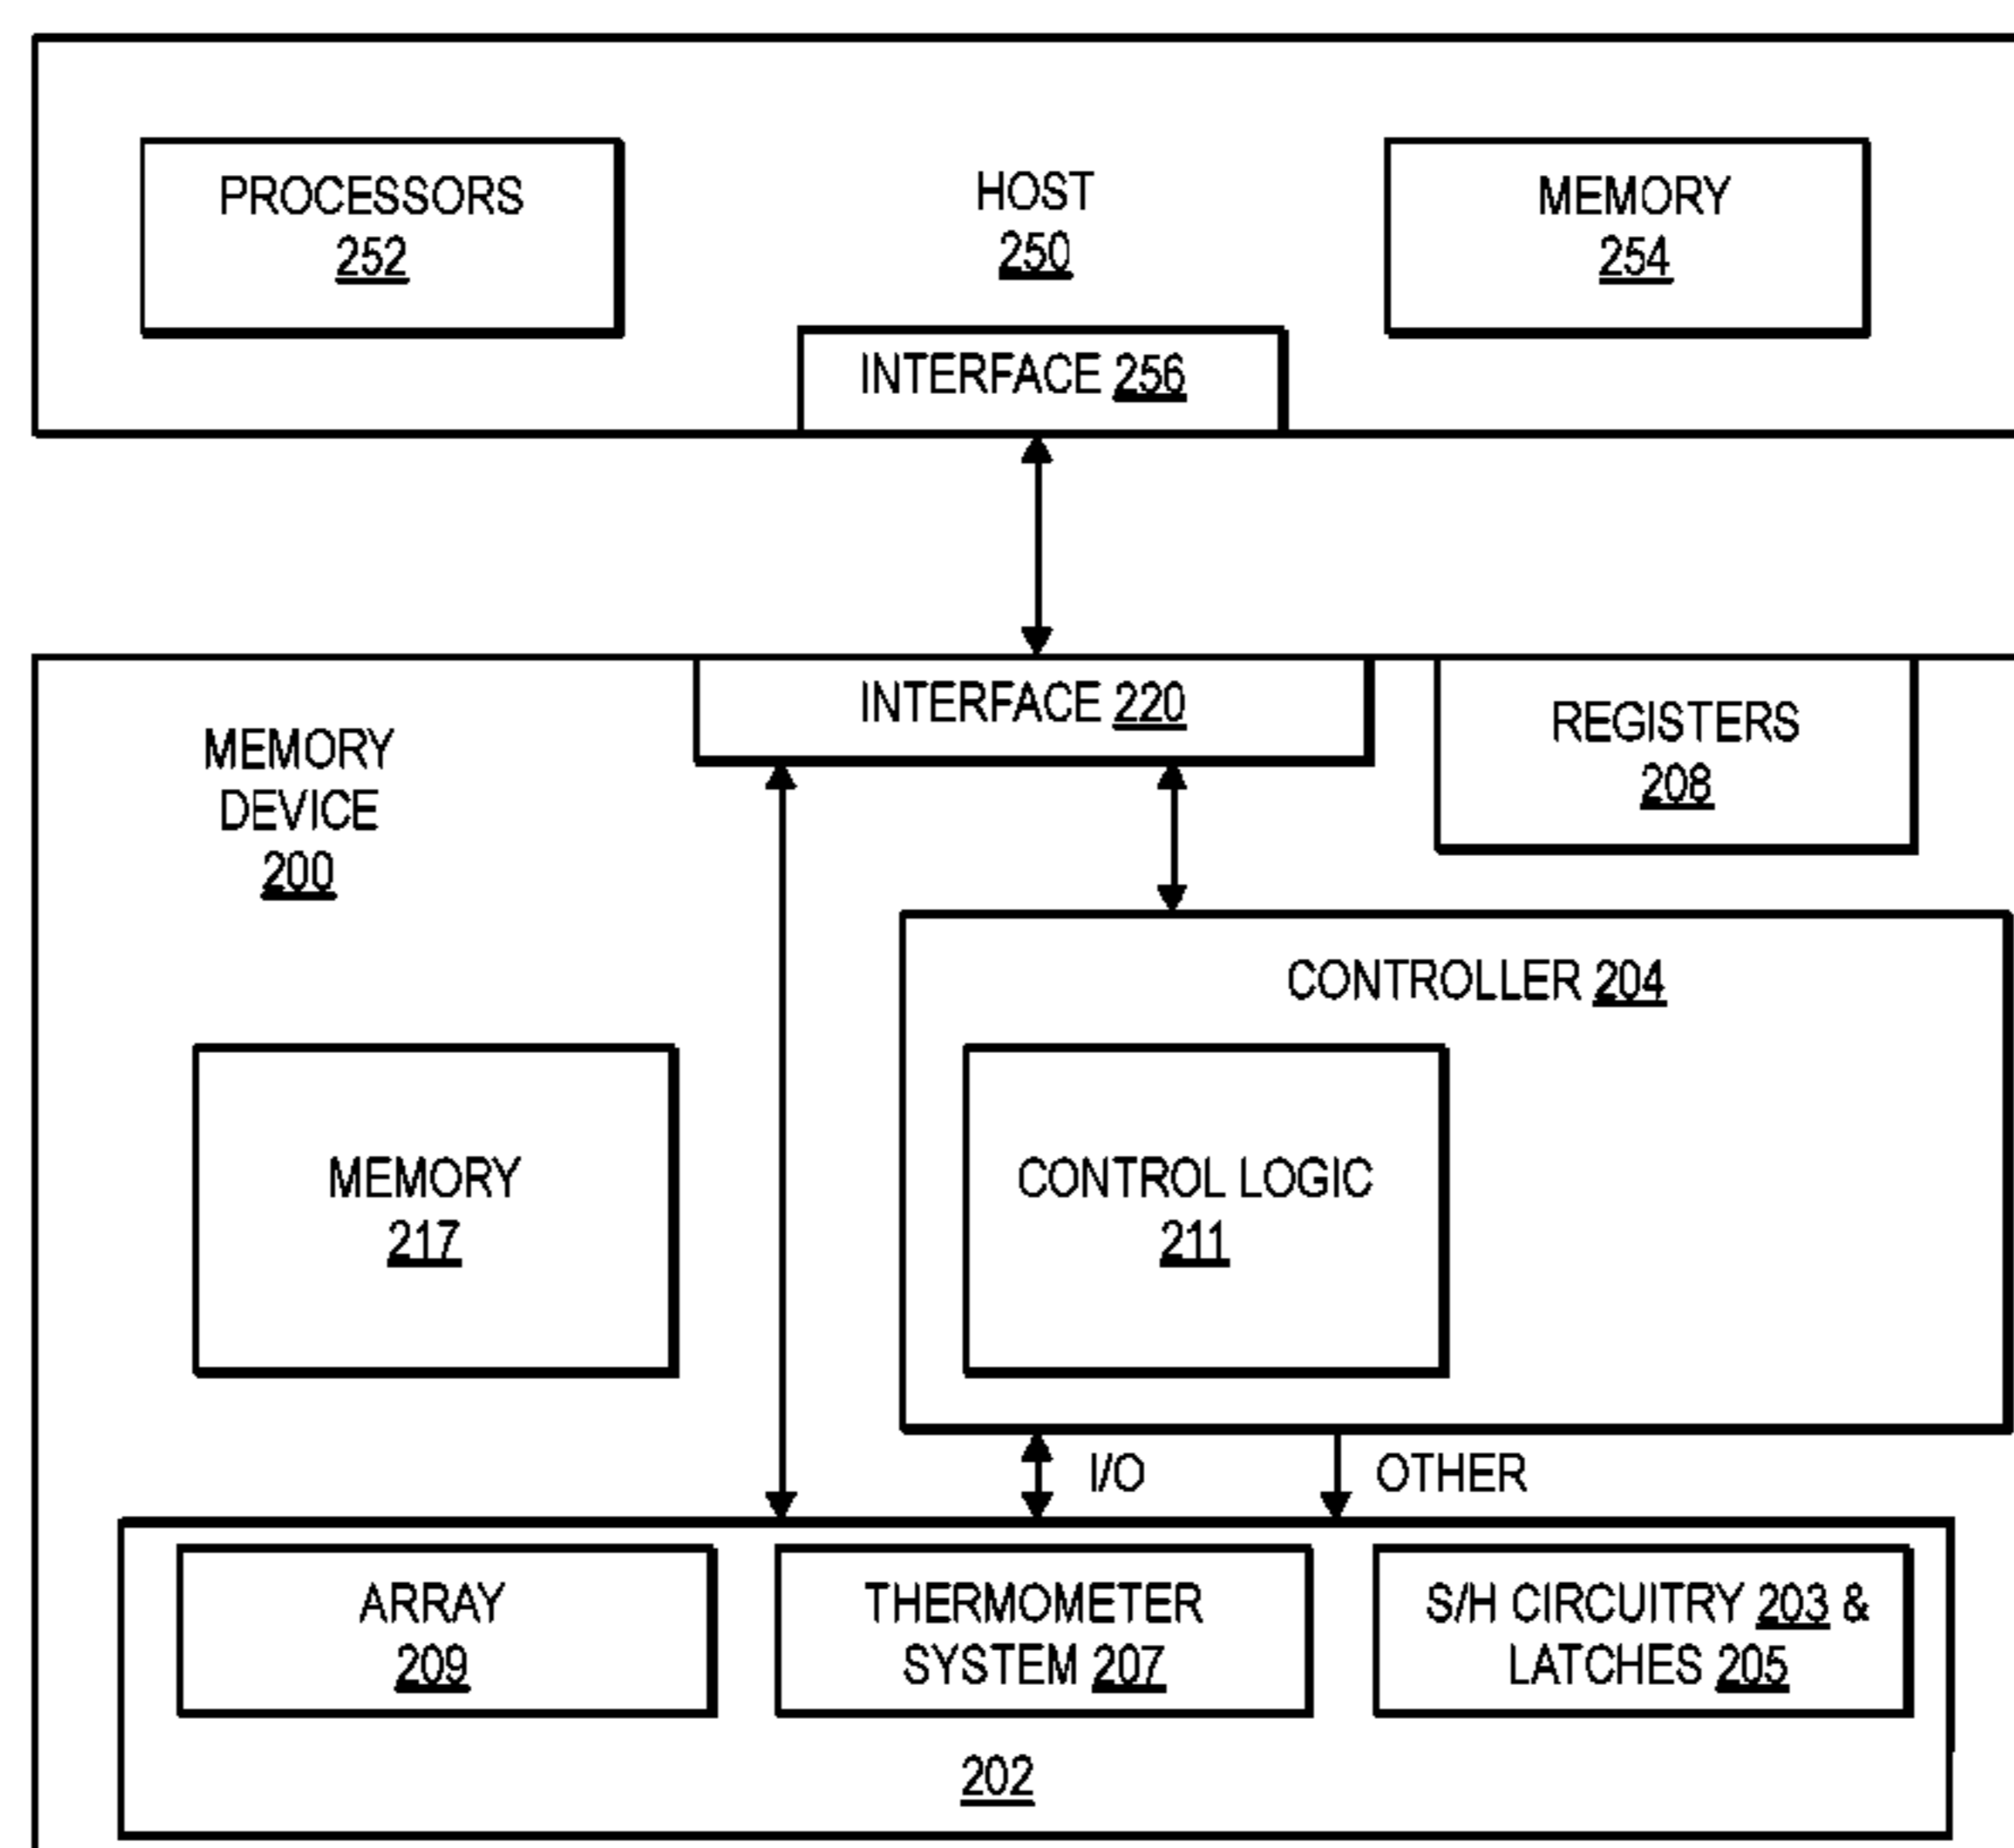 PROCESSORS
252
HOST
250
MEMORY
254
INTERFACE 256
INTERFACE 220
REGISTERS
208
MEMORY
DEVICE
200
CONTROLLER 204
MEMORY
217
CONTROL LOGIC
211
I/O
OTHER
ARRAY
209
THERMOMETER
SYSTEM 207
S/H CIRCUITRY 203 &
LATCHES 205
202